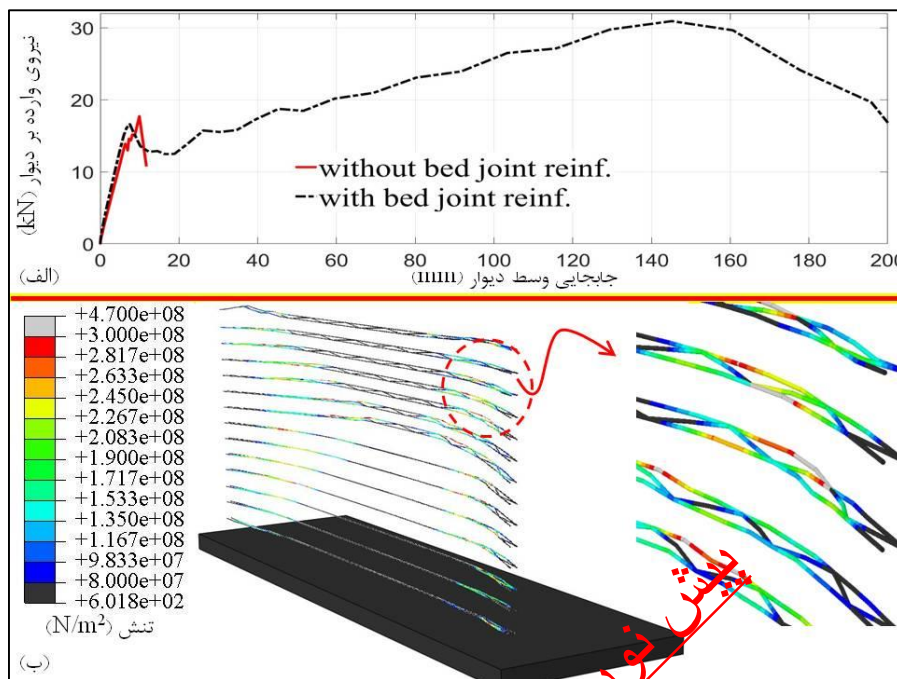 30
20
10
0
نیروی وارده بر دیوار (kN)
without bed joint reinf.
with bed joint reinf.
0 20 40 60 80 100 120 140 160 180 200
جابجایی وسط دیوار (mm)
(الف)
+4.700e+08
+3.000e+08
+2.817e+08
+2.633e+08
+2.450e+08
+2.267e+08
+2.083e+08
+1.900e+08
+1.717e+08
+1.533e+08
+1.350e+08
+1.167e+08
+9.833e+07
+8.000e+07
+6.018e+02
تنش (N/m²)
(ب)
پیش نو